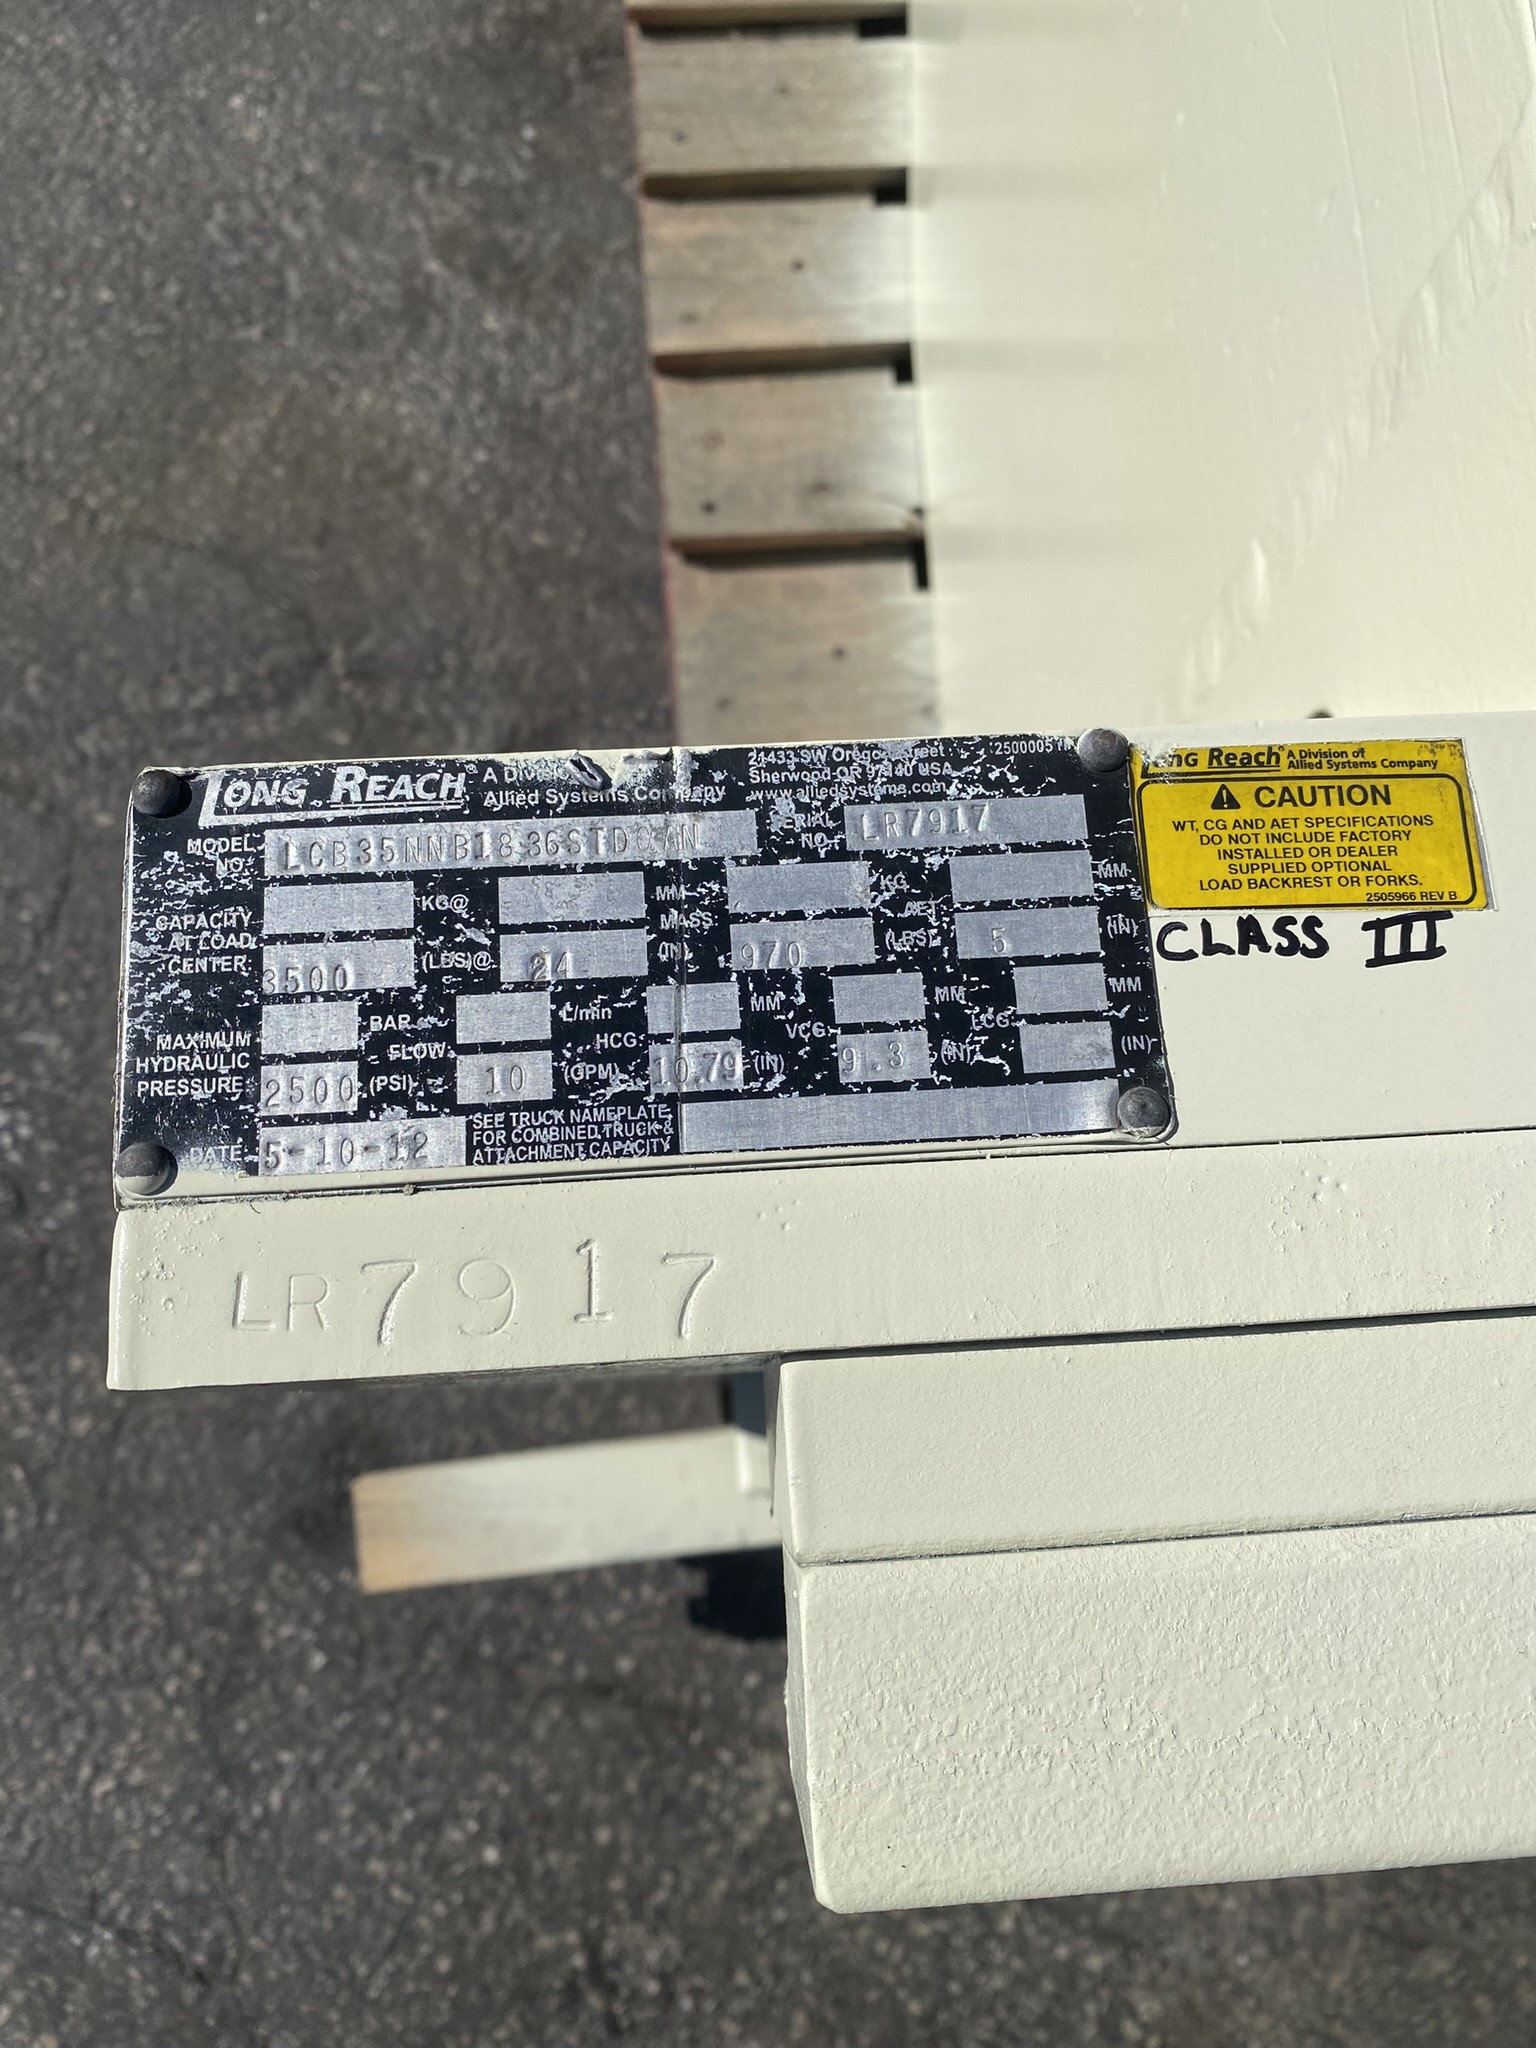 LONG REACH® A Division of
Allied Systems Company
21433 SW Oregon Street
Sherwood OR 97140 USA
www.alliedsystems.com
2500005
MODEL NO. LCB35NNB1836STDQAN
SERIAL NO. LR7917
CAPACITY AT LOAD CENTER
KG@ MM
3500 (LBS)@ 24 (IN)
MASS KG
970 (LBS)
AET MM
5 (IN)
MAXIMUM HYDRAULIC PRESSURE
BAR
2500 (PSI)
FLOW L/min
10 (GPM)
HCG MM
10.79 (IN)
VCG MM
9.3 (IN)
LCG MM
(IN)
DATE 5-10-12
SEE TRUCK NAMEPLATE
FOR COMBINED TRUCK &
ATTACHMENT CAPACITY
LONG REACH® A Division of
Allied Systems Company
CAUTION
WT, CG AND AET SPECIFICATIONS
DO NOT INCLUDE FACTORY
INSTALLED OR DEALER
SUPPLIED OPTIONAL
LOAD BACKREST OR FORKS.
2505966 REV B
CLASS III
LR7917